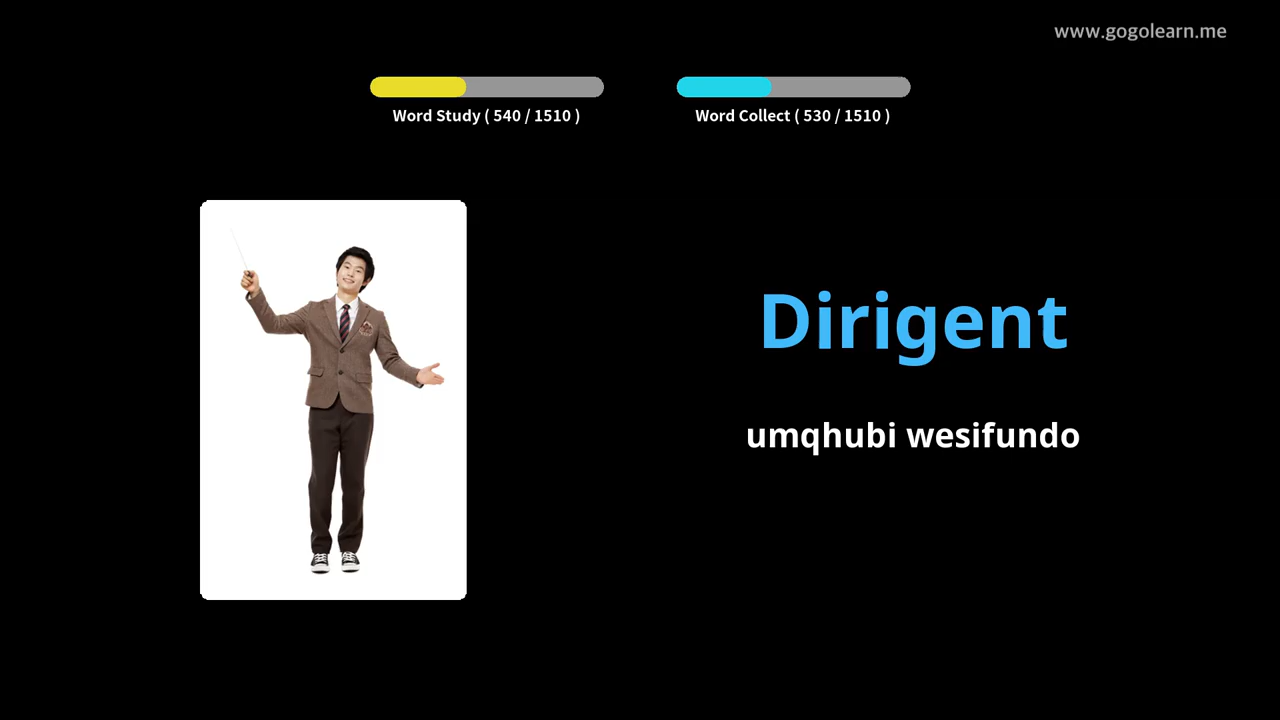 www.gogolearn.me
Word Study ( 540 / 1510 )
Word Collect ( 530 / 1510 )
Dirigent
umqhubi wesifundo